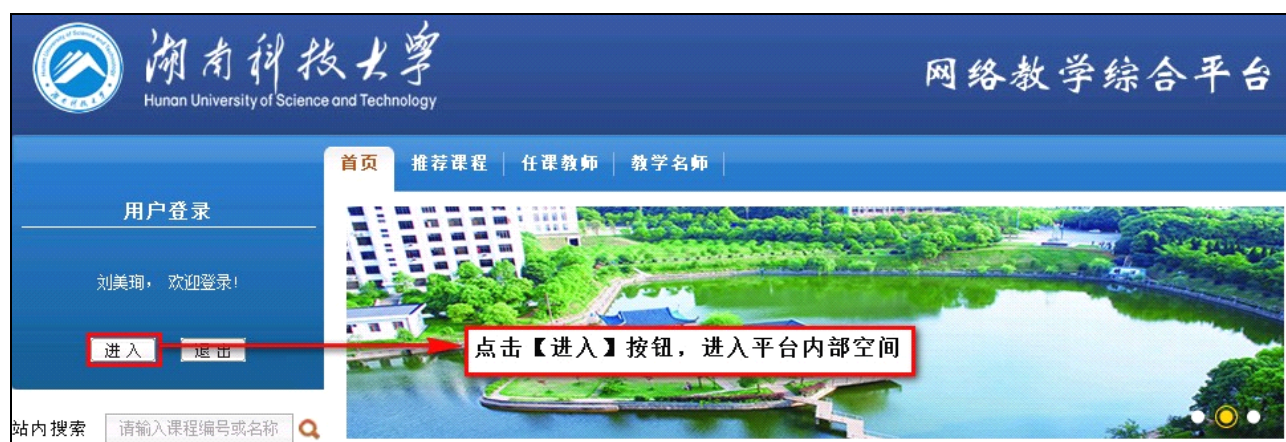 湖南科技大学
Hunan University of Science and Technology
网络教学综合平台
首页 推荐课程 任课教师 教学名师
用户登录
刘美珣， 欢迎登录!
进入 退出
点击【进入】按钮，进入平台内部空间
站内搜索 请输入课程编号或名称